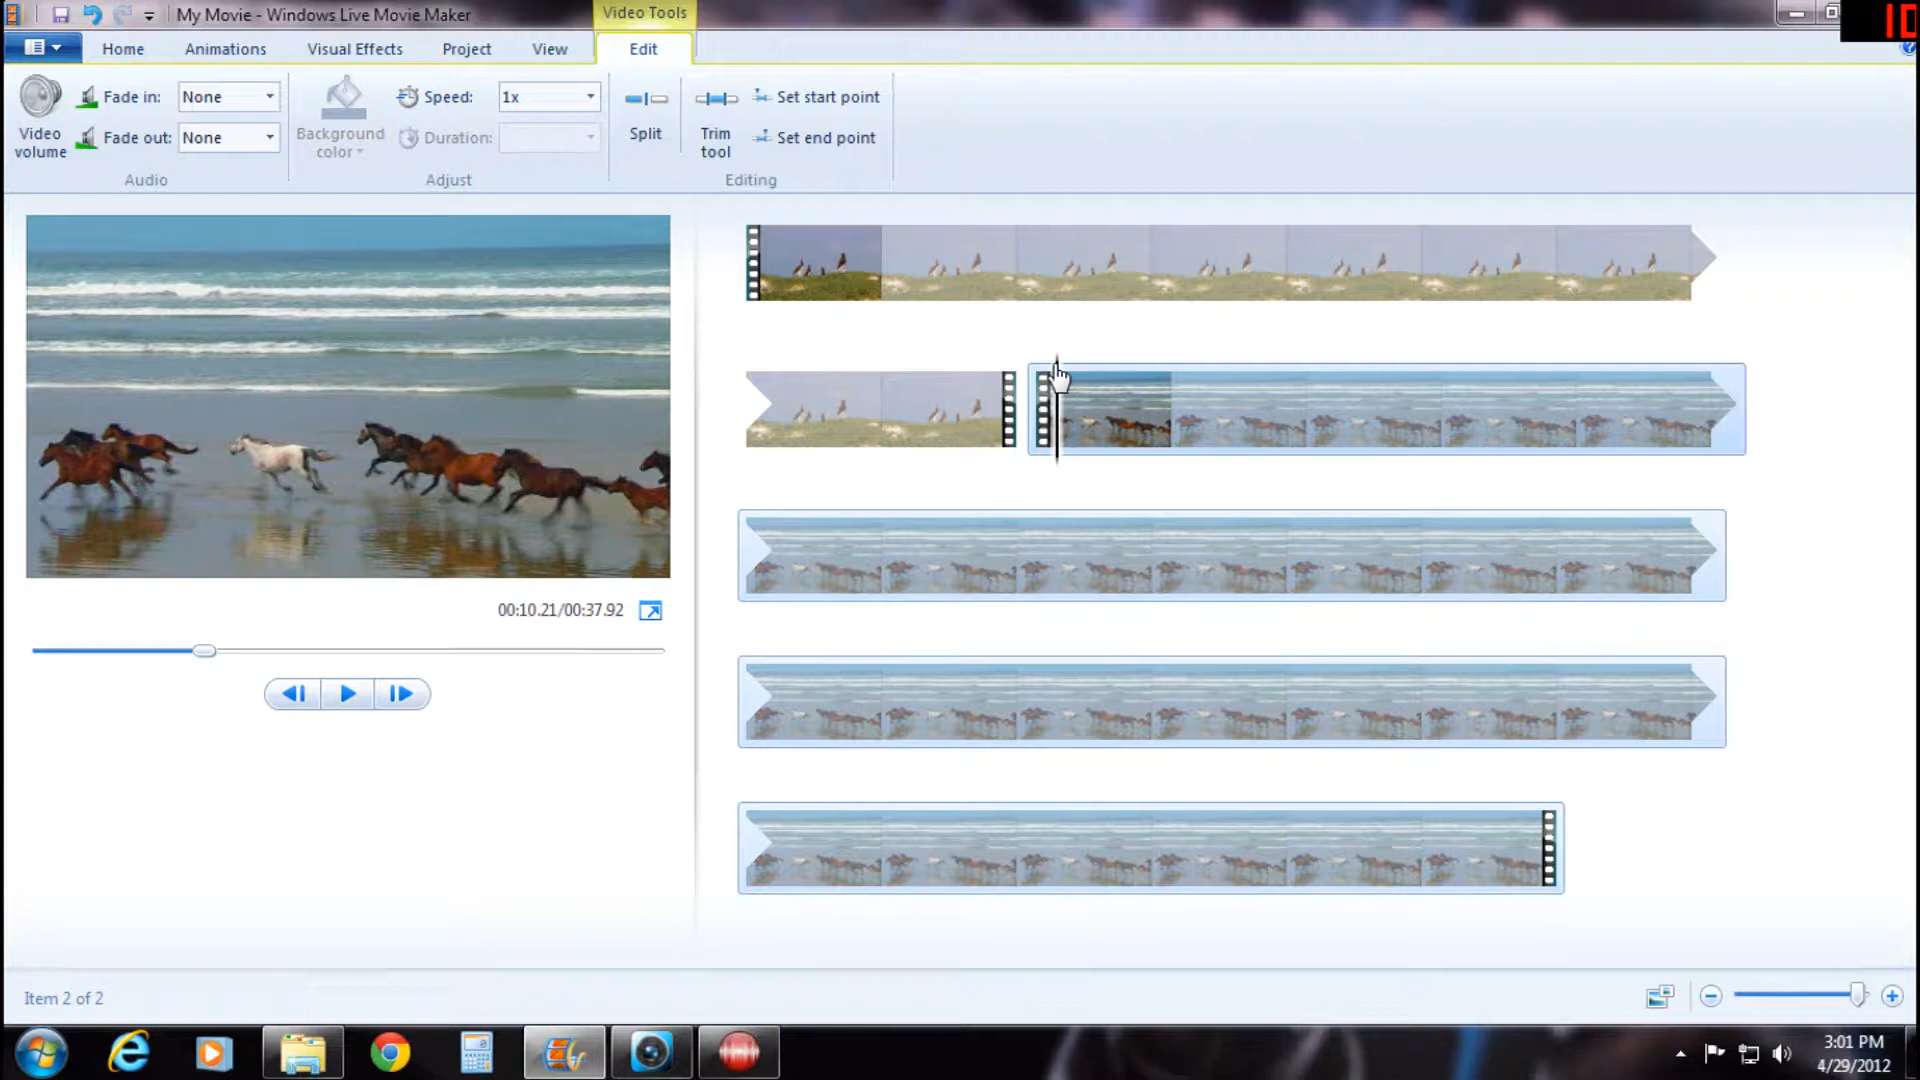 My Movie - Windows Live Movie Maker
Video Tools
Home Animations Visual Effects Project View Edit
Fade in: None Speed: 1x Set start point
Video volume Fade out: None Background color Duration: Split Trim tool Set end point
Audio Adjust Editing
00:10.21/00:37.92
Item 2 of 2
3:01 PM
4/29/2012